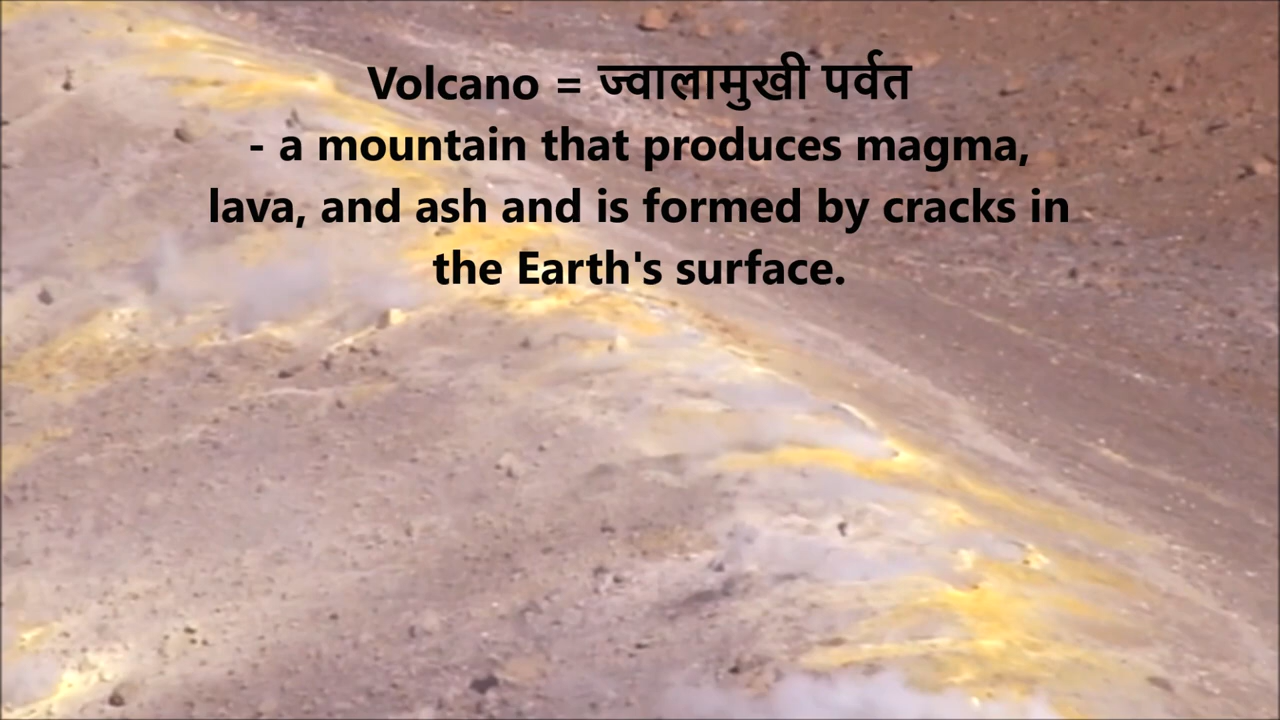 Volcano = ज्वालामुखी पर्वत
- a mountain that produces magma,
lava, and ash and is formed by cracks in
the Earth's surface.